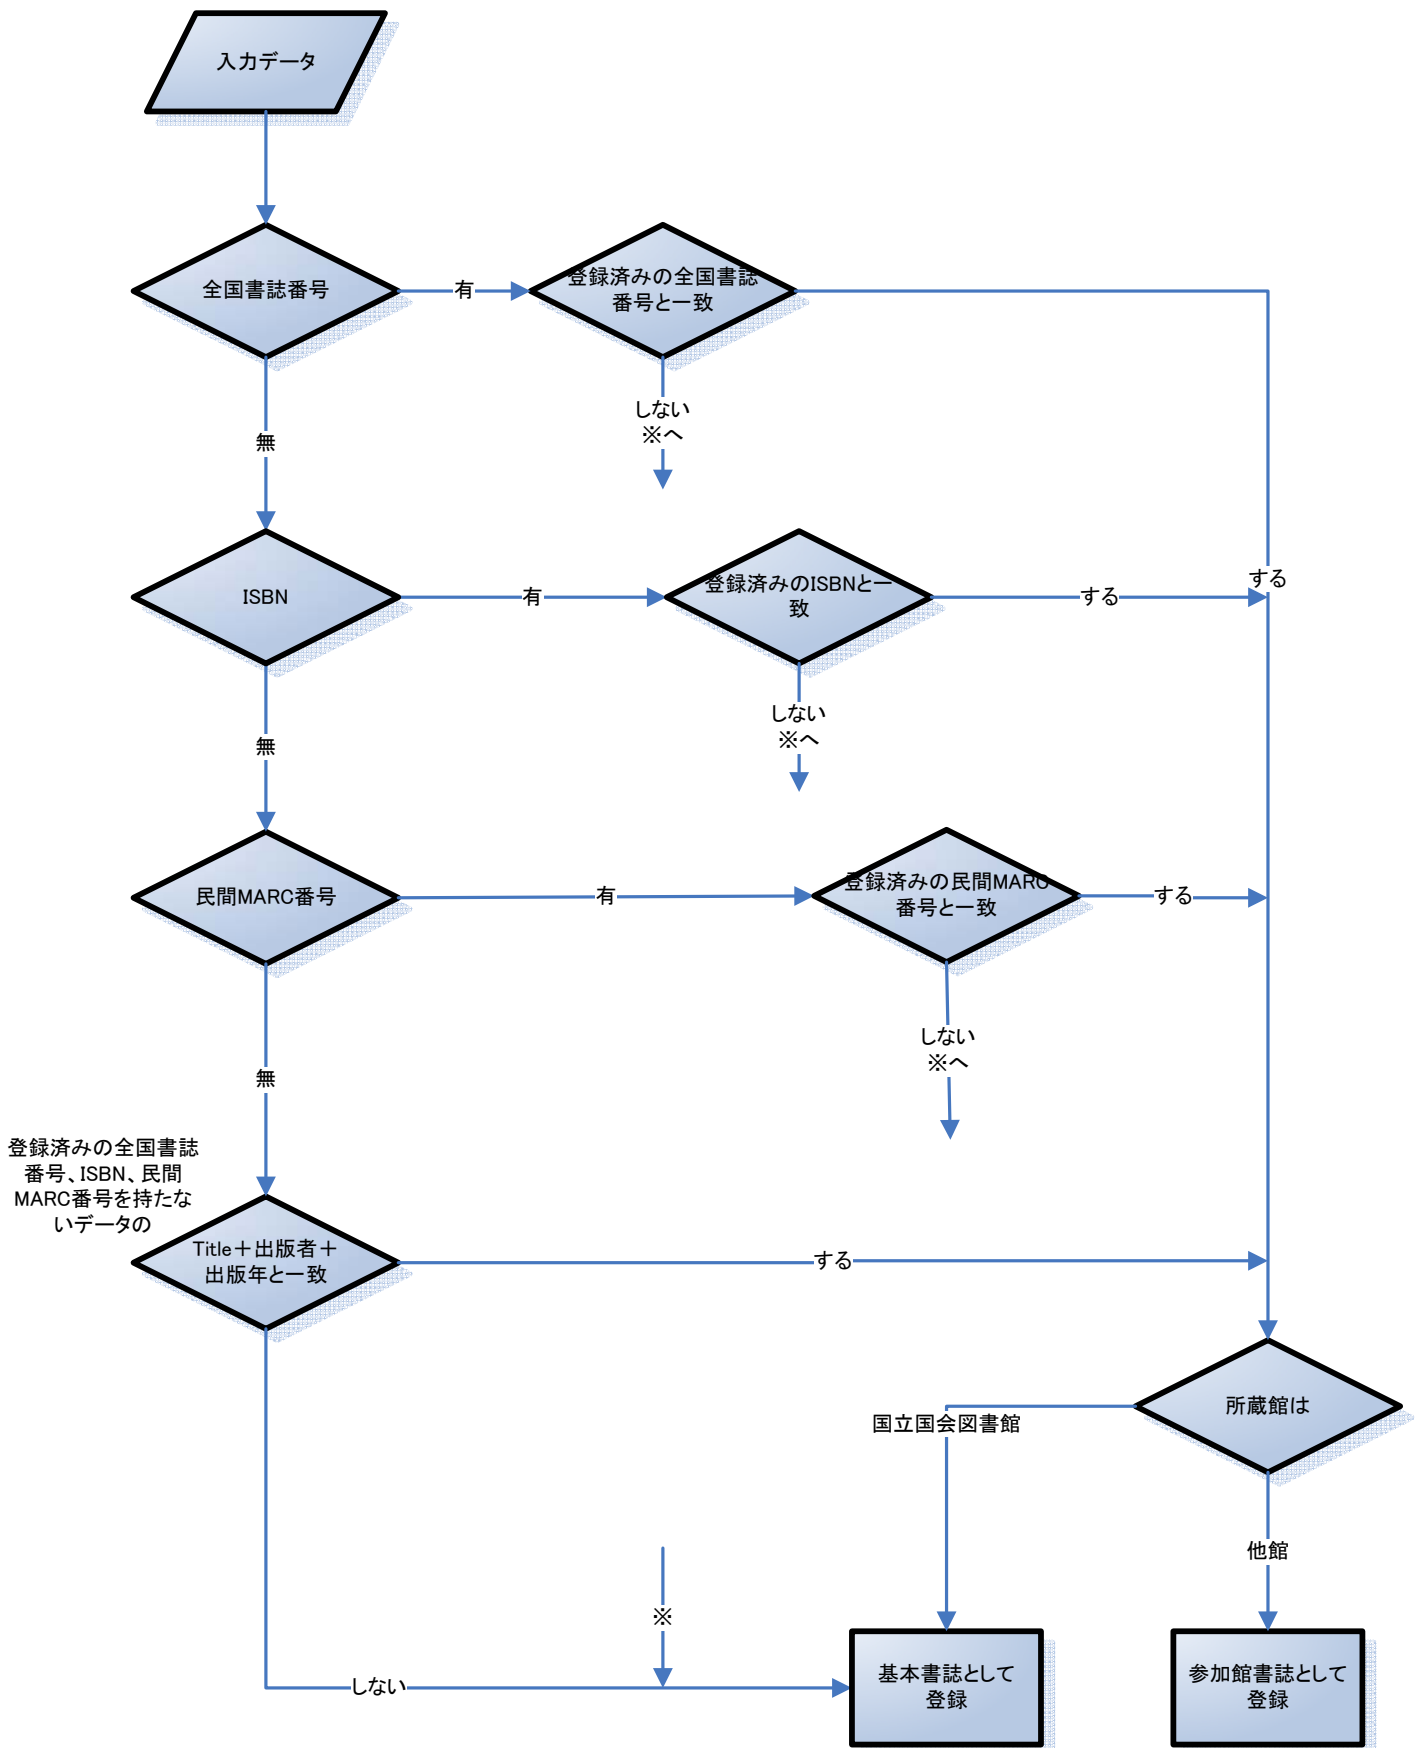 入力データ
全国書誌番号
有
登録済みの全国書誌
番号と一致
しない
※へ
無
する
ISBN
有
登録済みのISBNと一
致
する
しない
※へ
無
民間MARC番号
有
登録済みの民間MARC
番号と一致
する
しない
※へ
無
登録済みの全国書誌
番号、ISBN、民間
MARC番号を持たな
いデータの
Title＋出版者＋
出版年と一致
する
所蔵館は
国立国会図書館
他館
※
しない
基本書誌として
登録
参加館書誌として
登録